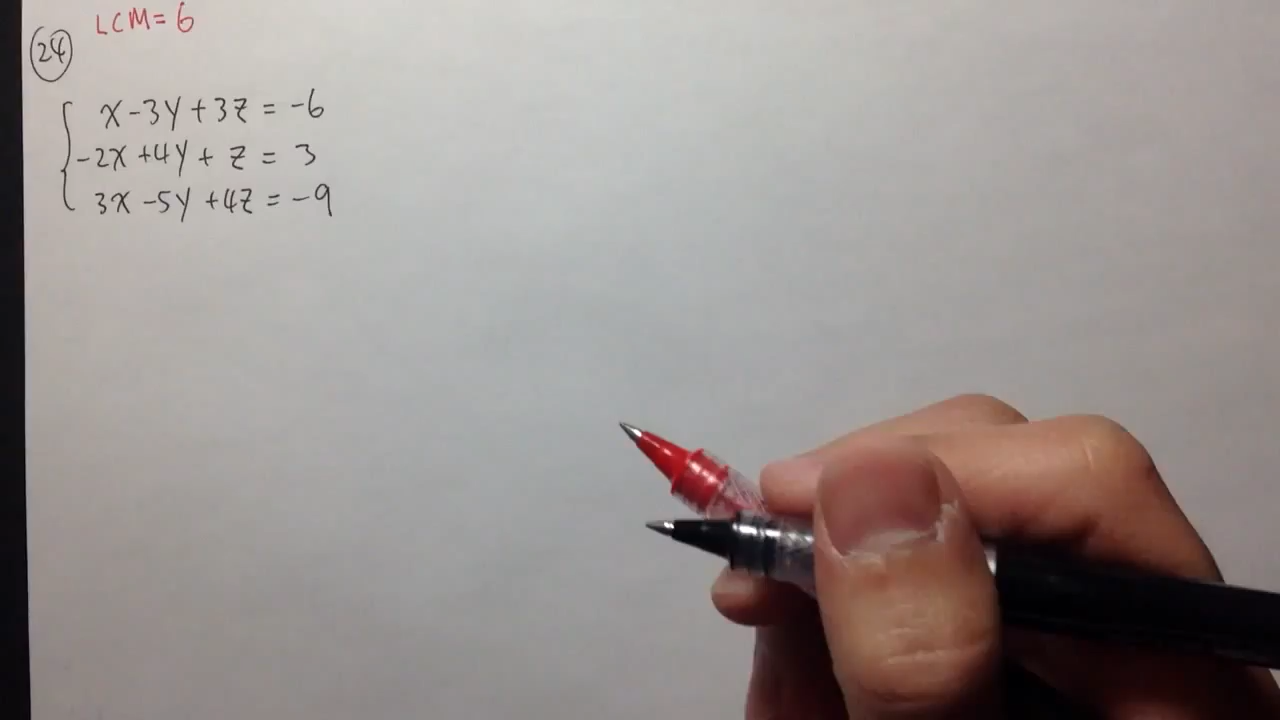 LCM = 6
24
x - 3y + 3z = -6
-2x + 4y + z = 3
3x - 5y + 4z = -9